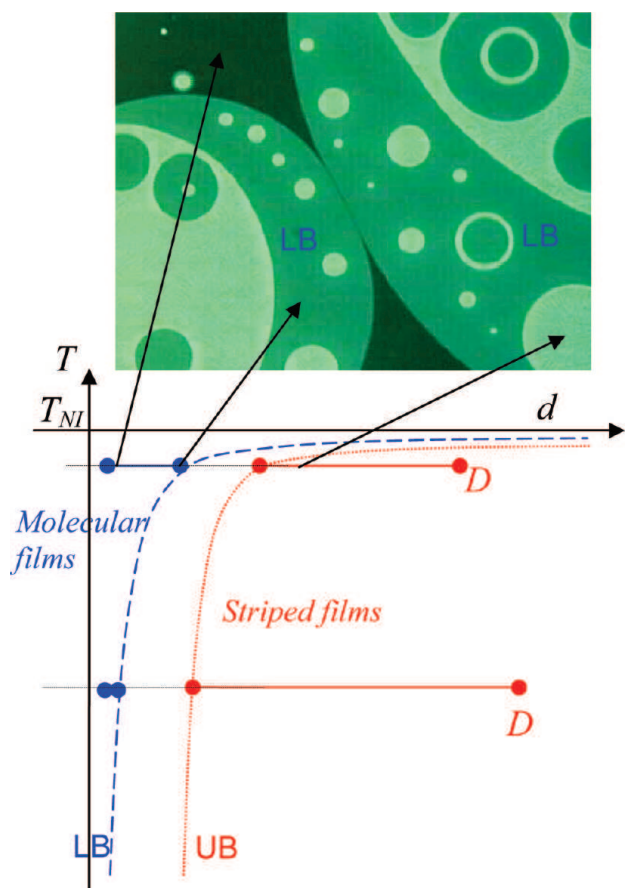 LB
LB
T
T_NI
d
D
Molecular
films
Striped films
D
LB
UB